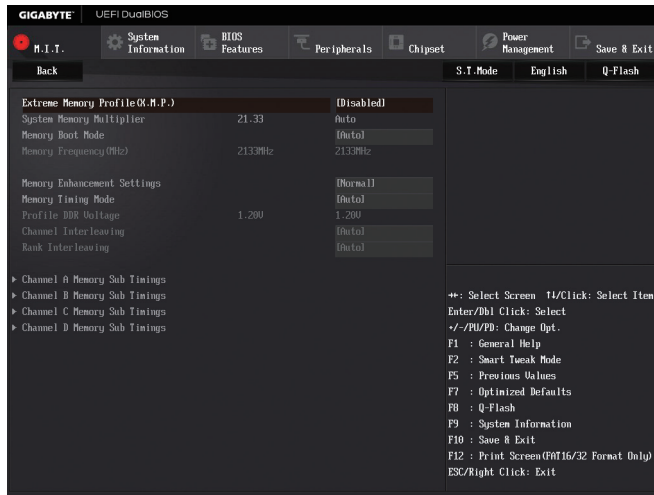 GIGABYTE™ UEFI DualBIOS
M.I.T. System Information BIOS Features Peripherals Chipset Power Management Save & Exit
Back S.T.Mode English Q-Flash
Extreme Memory Profile(X.M.P.) [Disabled]
System Memory Multiplier 21.33 Auto
Memory Boot Mode [Auto]
Memory Frequency(MHz) 2133MHz 2133MHz
Memory Enhancement Settings [Normal]
Memory Timing Mode [Auto]
Profile DDR Voltage 1.20V 1.20V
Channel Interleaving [Auto]
Rank Interleaving [Auto]
Channel A Memory Sub Timings
Channel B Memory Sub Timings
Channel C Memory Sub Timings
Channel D Memory Sub Timings
→←: Select Screen ↑↓/Click: Select Item
Enter/Dbl Click: Select
+/-/PU/PD: Change Opt.
F1 : General Help
F2 : Smart Tweak Mode
F5 : Previous Values
F7 : Optimized Defaults
F8 : Q-Flash
F9 : System Information
F10 : Save & Exit
F12 : Print Screen(FAT16/32 Format Only)
ESC/Right Click: Exit